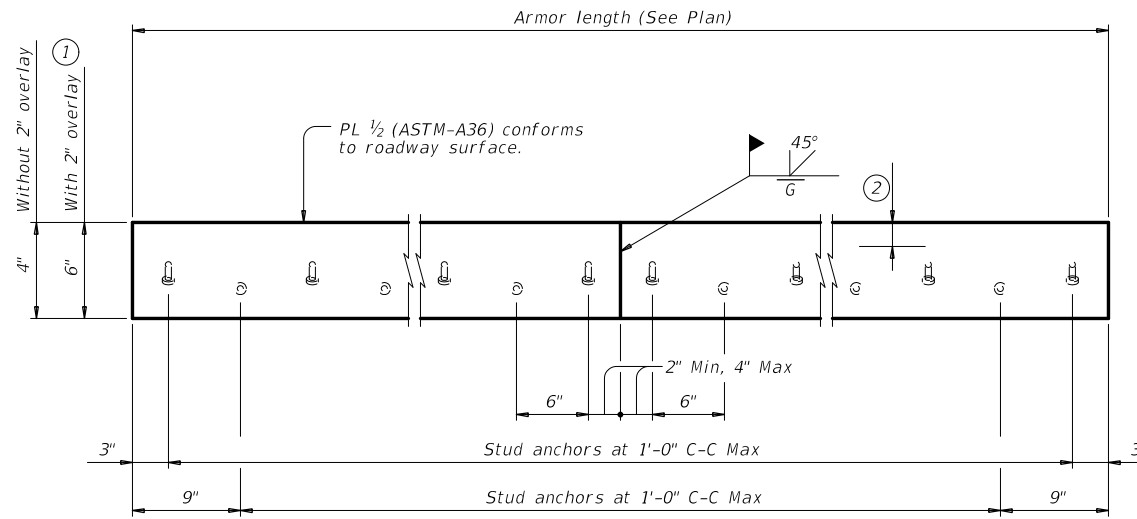 Armor length (See Plan)
Without 2" overlay
With 2" overlay
1
PL ½ (ASTM-A36) conforms
to roadway surface.
45°
G
2
4"
6"
2" Min, 4" Max
6"
6"
3"
Stud anchors at 1'-0" C-C Max
3
9"
Stud anchors at 1'-0" C-C Max
9"